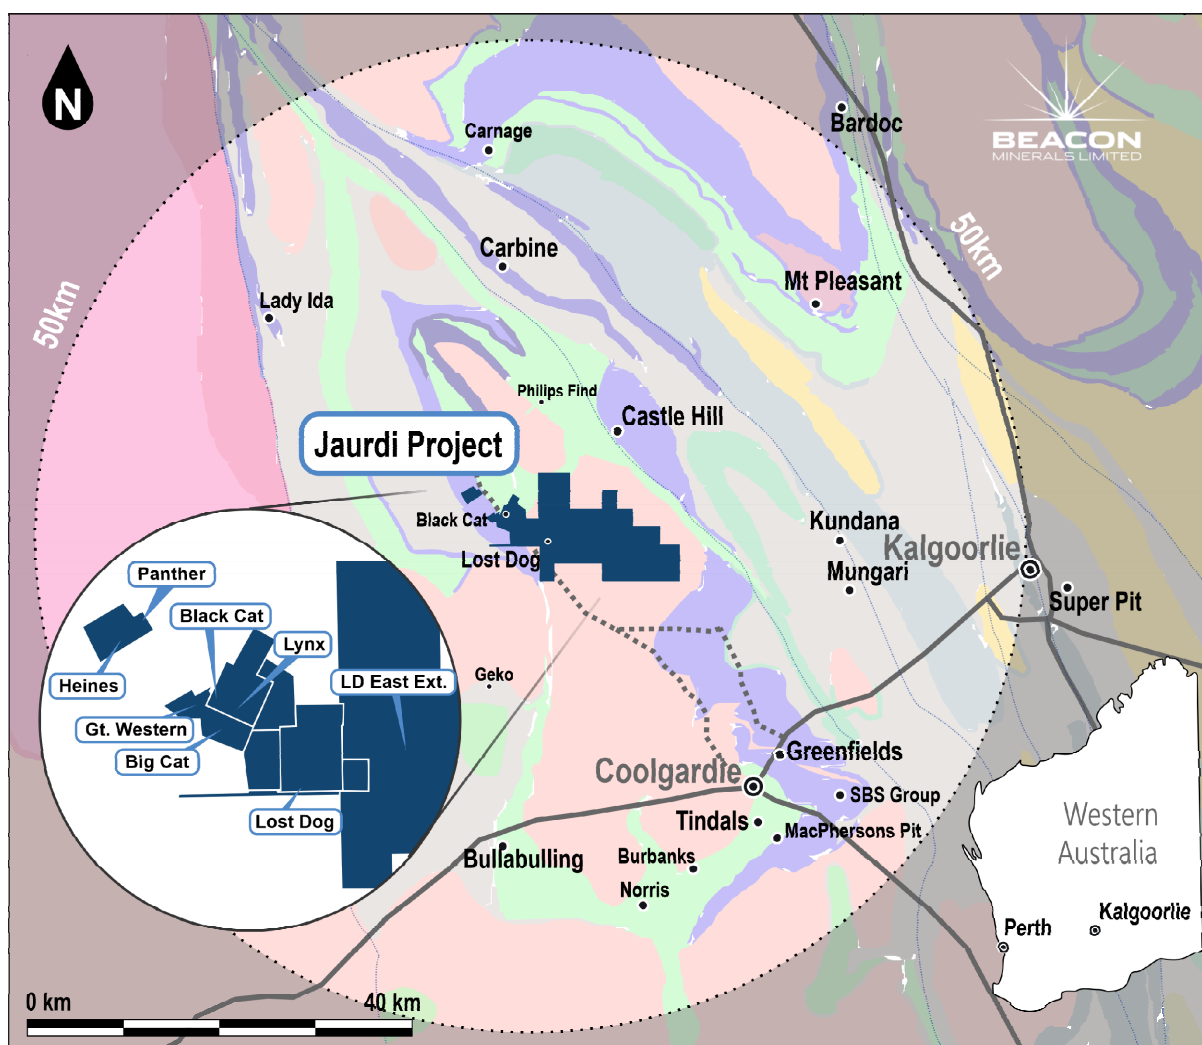 N
Carnage
Bardoc
BEACON
MINERALS LIMITED
50km
Carbine
Mt Pleasant
50km
Lady Ida
Philips Find
Castle Hill
Jaurdi Project
Black Cat
Kundana
Lost Dog
Kalgoorlie
Mungari
Super Pit
Panther
Black Cat
Lynx
Heines
LD East Ext.
Gt. Western
Big Cat
Lost Dog
Geko
Greenfields
Coolgardie
SBS Group
Tindals
MacPhersons Pit
Bullabulling
Burbanks
Norris
Western
Australia
Kalgoorlie
Perth
0 km
40 km